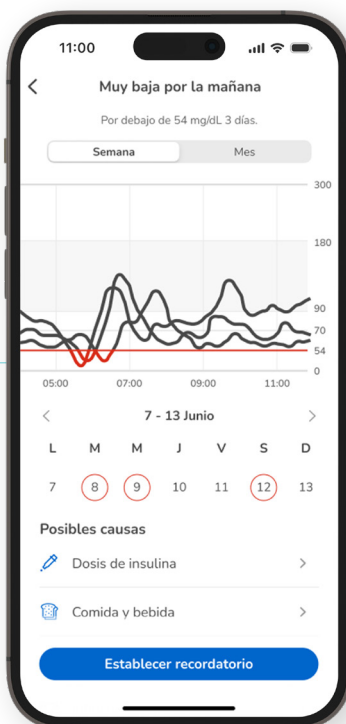 11:00
Muy baja por la mañana
Por debajo de 54 mg/dL 3 días.
Semana Mes
300
180
90
70
54
0
05:00 07:00 09:00 11:00
7 - 13 Junio
L M M J V S D
7 8 9 10 11 12 13
Posibles causas
Dosis de insulina
Comida y bebida
Establecer recordatorio